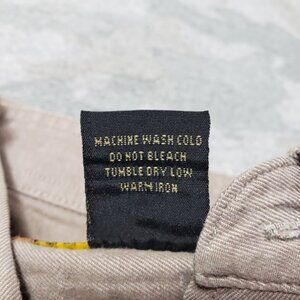 MACHINE WASH COLD
DO NOT BLEACH
TUMBLE DRY LOW
WARM IRON